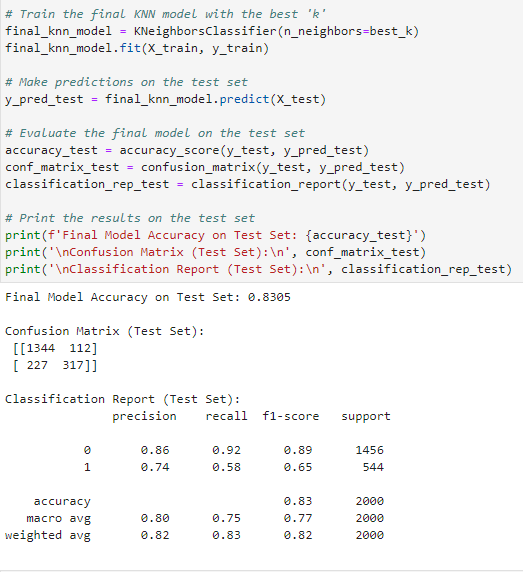 # Train the final KNN model with the best 'k'
final_knn_model = KNeighborsClassifier(n_neighbors=best_k)
final_knn_model.fit(X_train, y_train)
# Make predictions on the test set
y_pred_test = final_knn_model.predict(X_test)
# Evaluate the final model on the test set
accuracy_test = accuracy_score(y_test, y_pred_test)
conf_matrix_test = confusion_matrix(y_test, y_pred_test)
classification_rep_test = classification_report(y_test, y_pred_test)
# Print the results on the test set
print(f'Final Model Accuracy on Test Set: {accuracy_test}')
print('\nConfusion Matrix (Test Set):\n', conf_matrix_test)
print('\nClassification Report (Test Set):\n', classification_rep_test)
Final Model Accuracy on Test Set: 0.8305
Confusion Matrix (Test Set):
[[1344 112]
[ 227 317]]
Classification Report (Test Set):
precision recall f1-score support
0 0.86 0.92 0.89 1456
1 0.74 0.58 0.65 544
accuracy 0.83 2000
macro avg 0.80 0.75 0.77 2000
weighted avg 0.82 0.83 0.82 2000